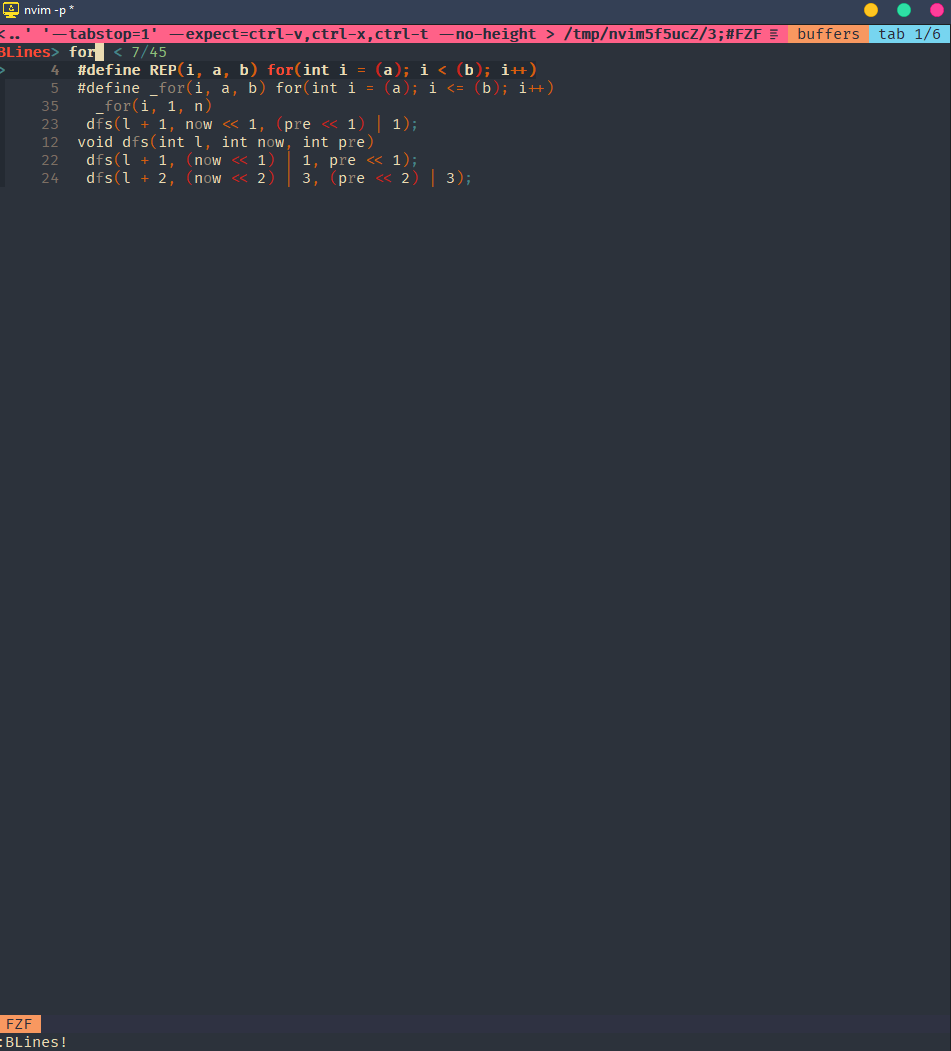 nvim -p *
<..' '--tabstop=1' --expect=ctrl-v,ctrl-x,ctrl-t --no-height > /tmp/nvim5f5ucZ/3;#FZF buffers tab 1/6
BLines> for < 7/45
> 4 #define REP(i, a, b) for(int i = (a); i < (b); i++)
5 #define _for(i, a, b) for(int i = (a); i <= (b); i++)
35 _for(i, 1, n)
23 dfs(l + 1, now << 1, (pre << 1) | 1);
12 void dfs(int l, int now, int pre)
22 dfs(l + 1, (now << 1) | 1, pre << 1);
24 dfs(l + 2, (now << 2) | 3, (pre << 2) | 3);
FZF
:BLines!